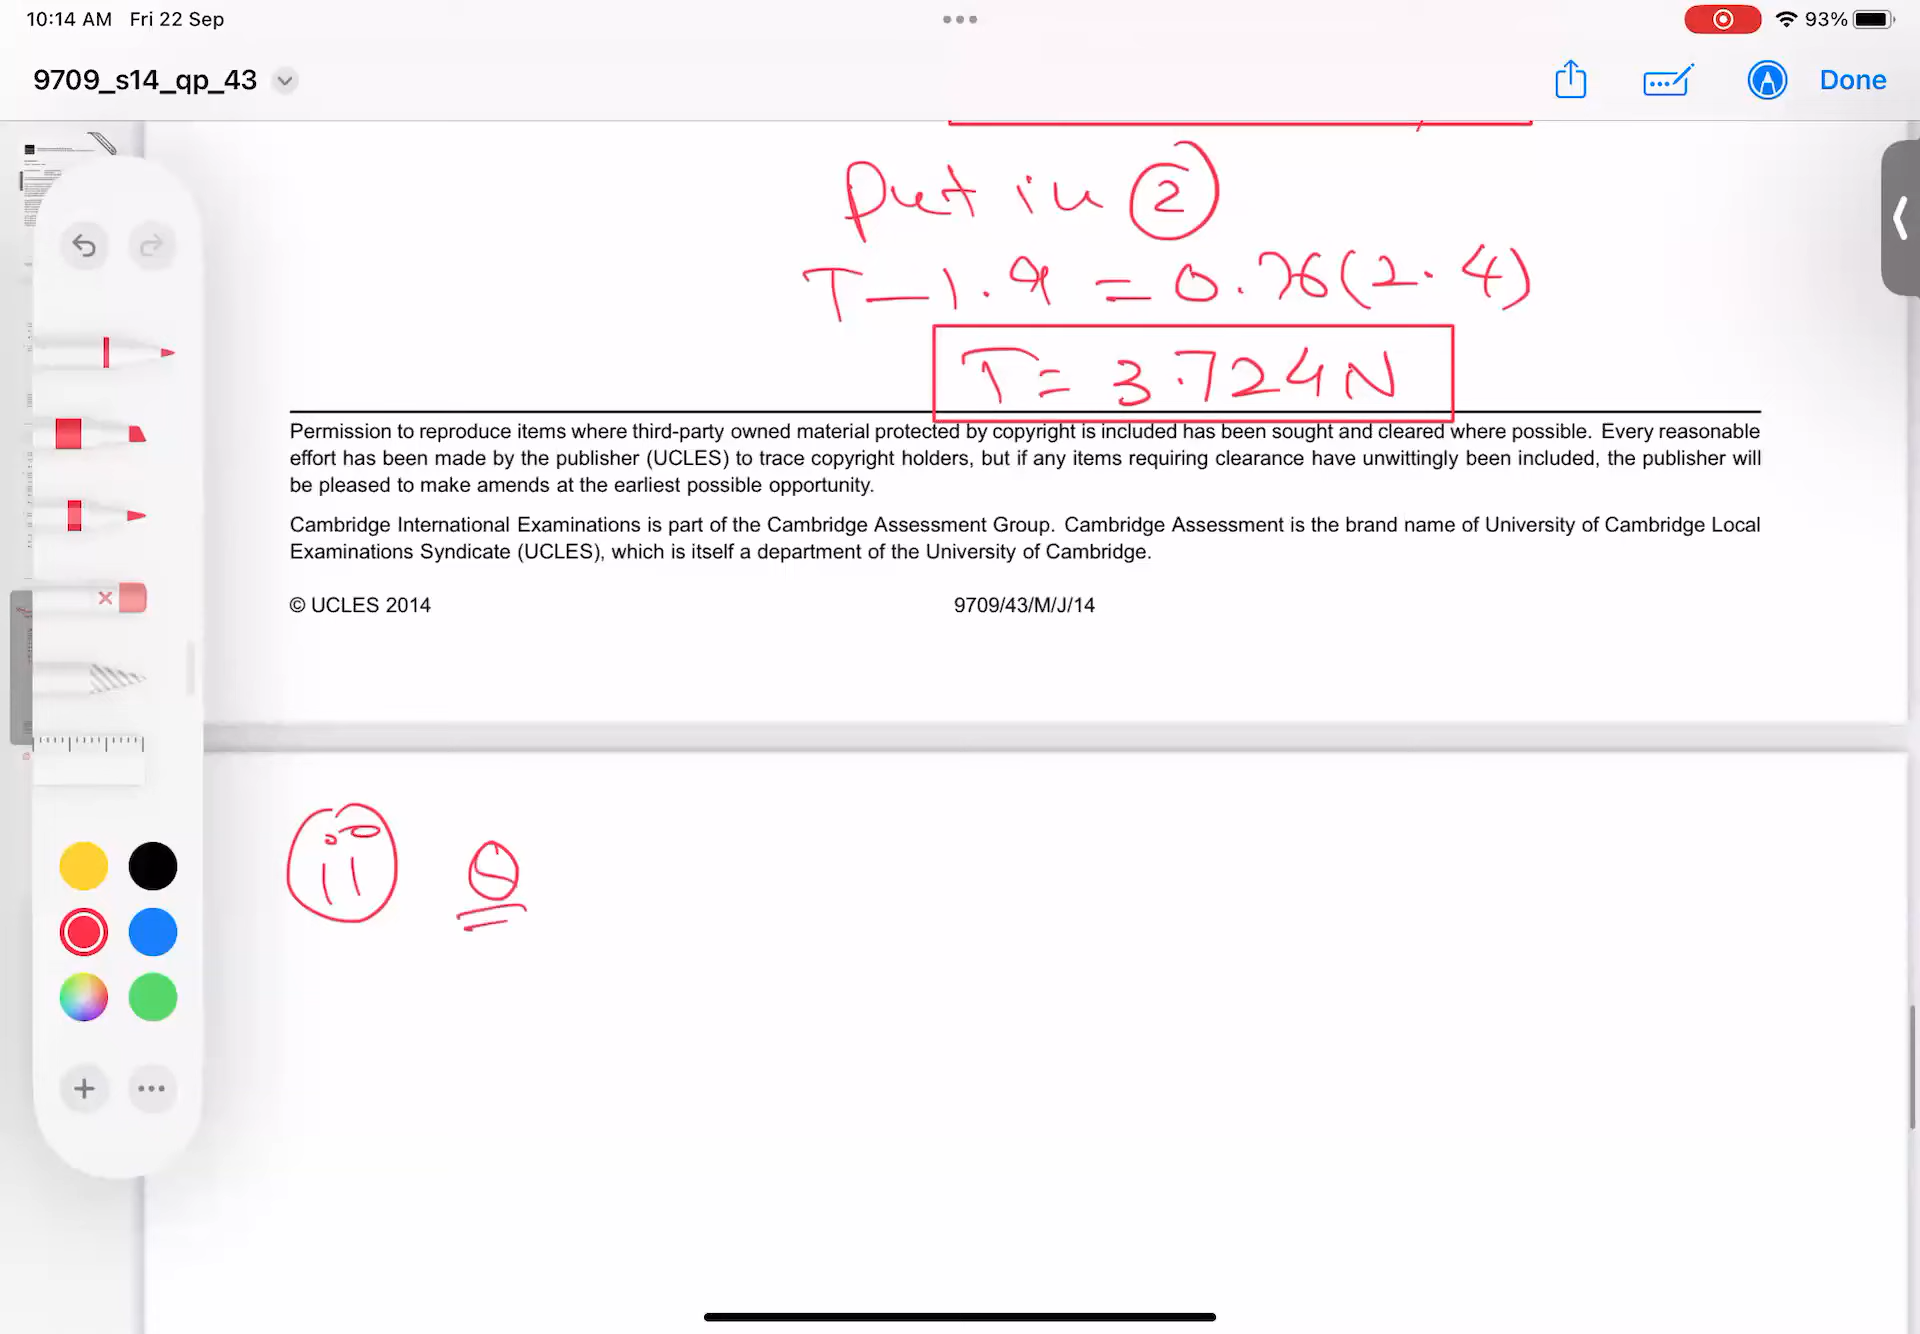 10:14 AM Fri 22 Sep
93%
9709_s14_qp_43
Done
Put in ②
T - 1.9 = 0.76(2.4)
T = 3.724 N
Permission to reproduce items where third-party owned material protected by copyright is included has been sought and cleared where possible. Every reasonable
effort has been made by the publisher (UCLES) to trace copyright holders, but if any items requiring clearance have unwittingly been included, the publisher will
be pleased to make amends at the earliest possible opportunity.
Cambridge International Examinations is part of the Cambridge Assessment Group. Cambridge Assessment is the brand name of University of Cambridge Local
Examinations Syndicate (UCLES), which is itself a department of the University of Cambridge.
© UCLES 2014
9709/43/M/J/14
ii